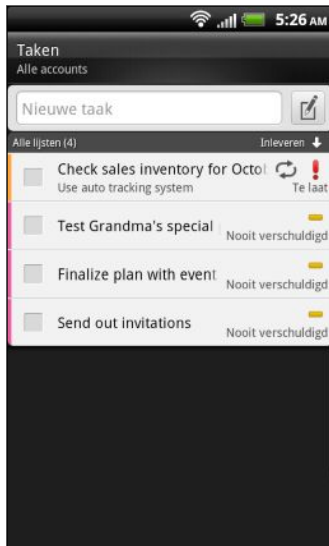 5:26 AM
Taken
Alle accounts
Nieuwe taak
Alle lijsten (4) Inleveren
Check sales inventory for Octo
Use auto tracking system Te laat
Test Grandma's special
Nooit verschuldigd
Finalize plan with event
Nooit verschuldigd
Send out invitations
Nooit verschuldigd